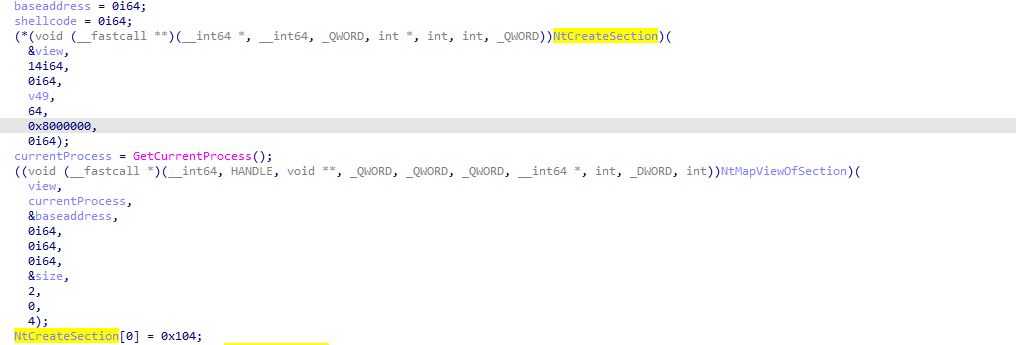 baseaddress = 0i64;
shellcode = 0i64;
(*(void (__fastcall **)(__int64 *, __int64, _QWORD, int *, int, int, _QWORD))NtCreateSection)(
&view,
14i64,
0i64,
v49,
64,
0x8000000,
0i64);
currentProcess = GetCurrentProcess();
((void (__fastcall *)(__int64, HANDLE, void **, _QWORD, _QWORD, _QWORD, __int64 *, int, _DWORD, int))NtMapViewOfSection)(
view,
currentProcess,
&baseaddress,
0i64,
0i64,
0i64,
&size,
2,
0,
4);
NtCreateSection[0] = 0x104;